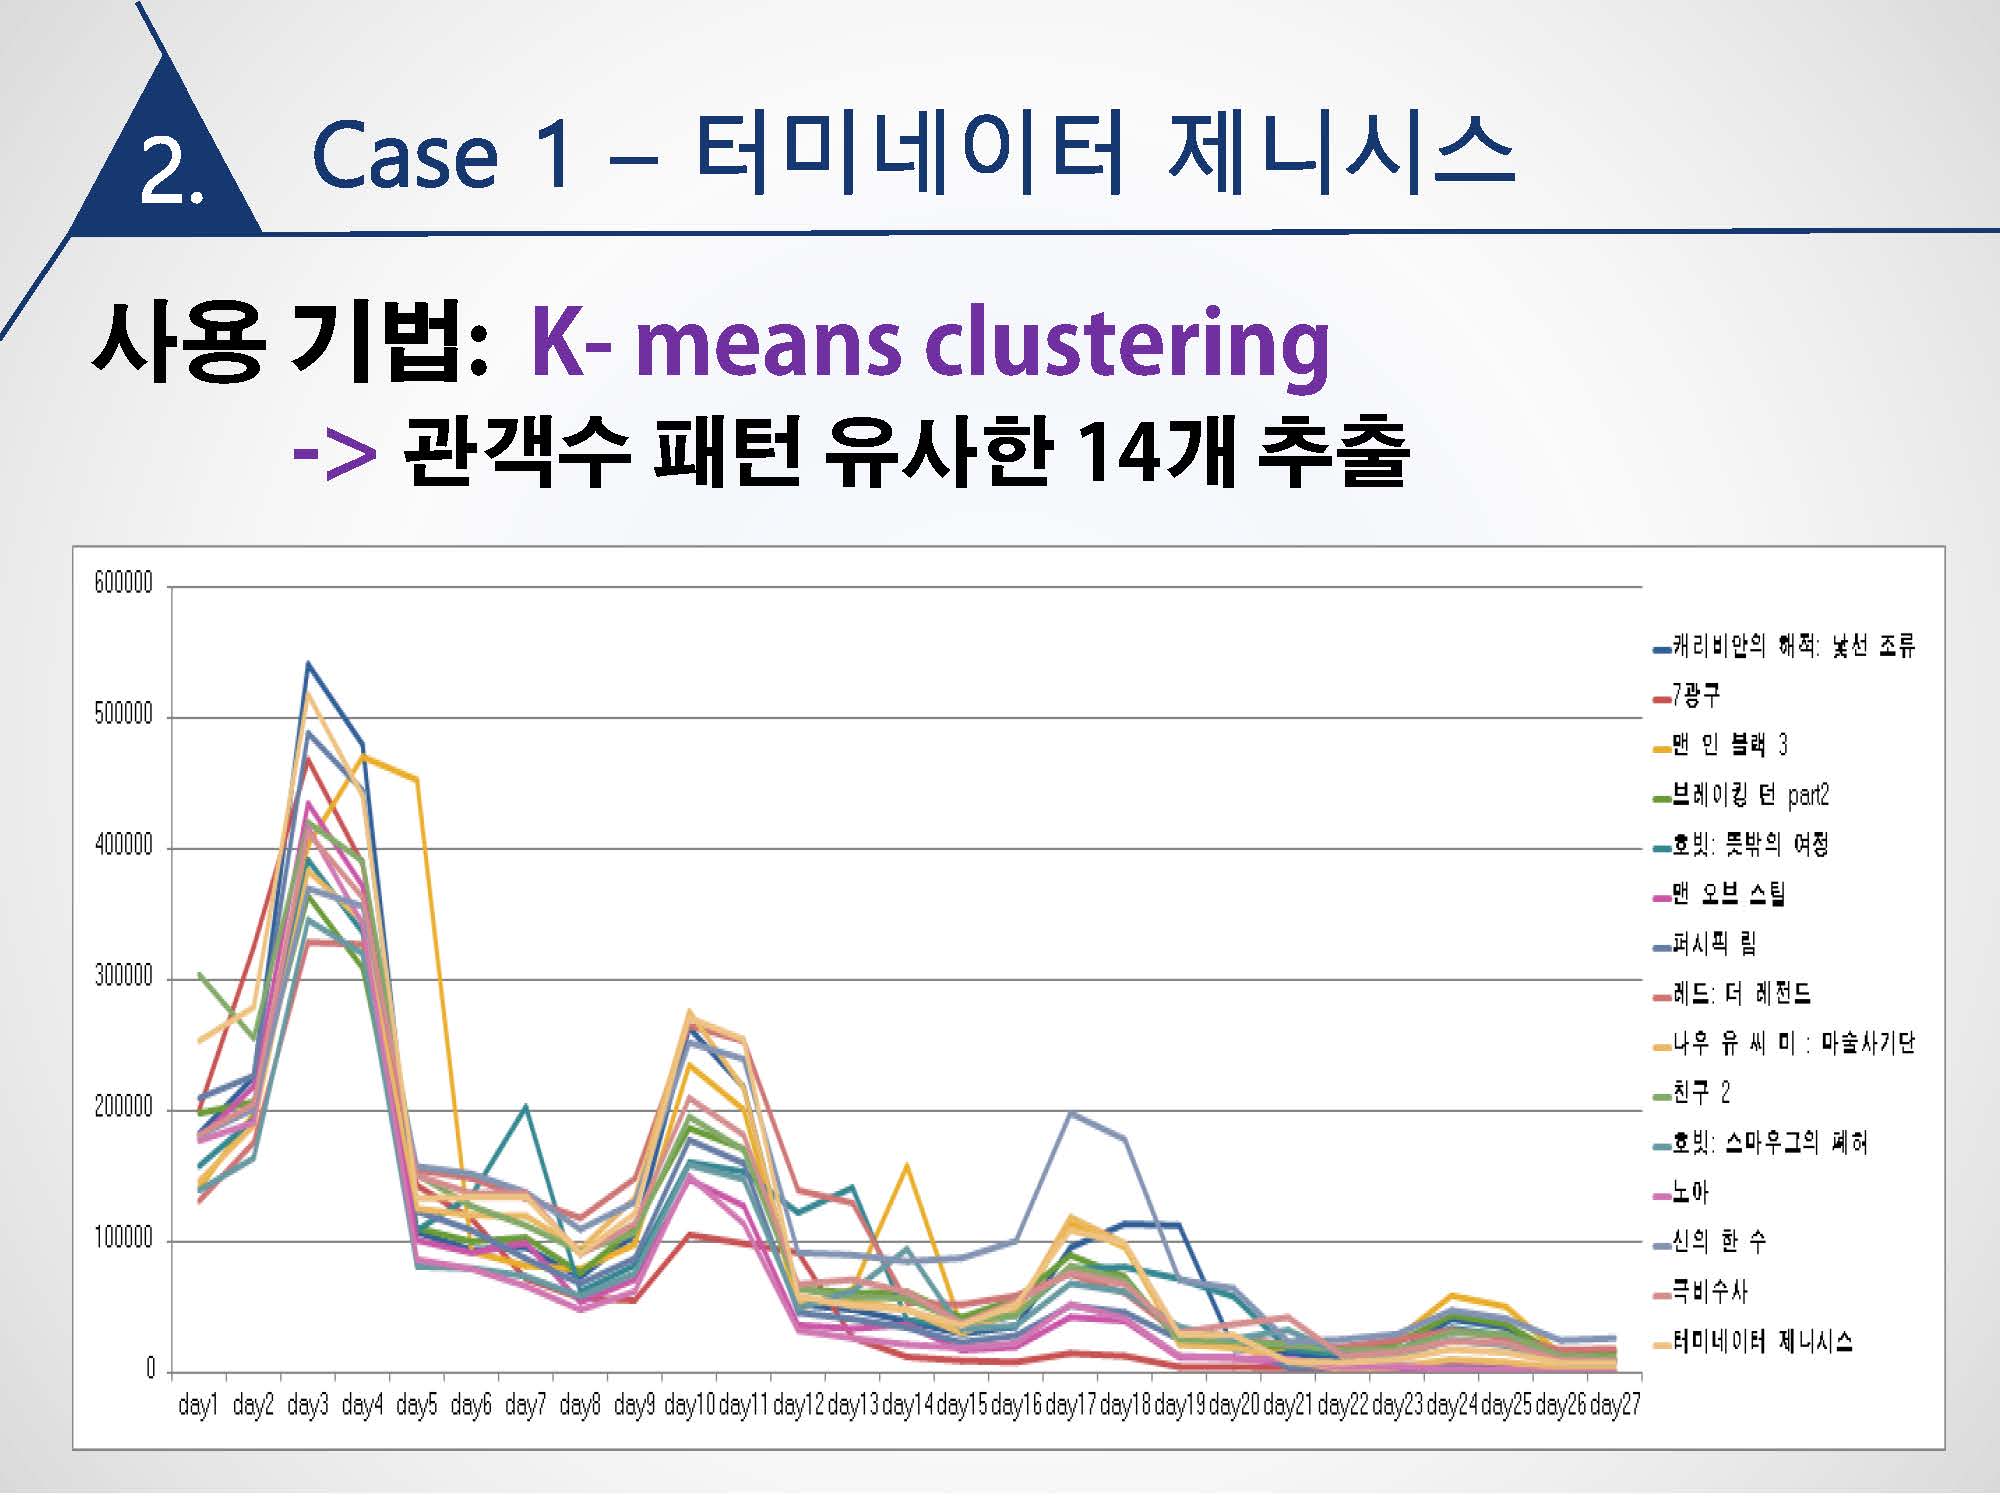 2.
Case 1 – 터미네이터 제니시스
사용 기법: K- means clustering
-> 관객수 패턴 유사한 14개 추출
600000
500000
400000
300000
200000
100000
0
day1 day2 day3 day4 day5 day6 day7 day8 day9 day10 day11 day12 day13 day14 day15 day16 day17 day18 day19 day20 day21 day22 day23 day24 day25 day26 day27
캐리비안의 해적: 낯선 조류
7광구
맨 인 블랙 3
브레이킹 던 part2
호빗: 뜻밖의 여정
맨 오브 스틸
퍼시픽 림
레드: 더 레전드
나우 유 씨 미 : 마술사기단
친구 2
호빗: 스마우그의 폐허
노아
신의 한 수
극비수사
터미네이터 제니시스